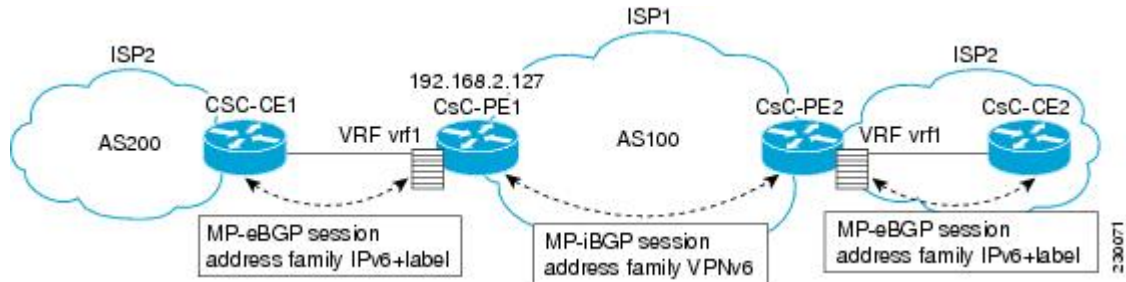 ISP1
ISP2
ISP2
192.168.2.127
CSC-CE1
CsC-PE1
CsC-PE2
CsC-CE2
AS200
VRF vrf1
AS100
VRF vrf1
MP-eBGP session
address family IPv6+label
MP-iBGP session
address family VPNv6
MP-eBGP session
address family IPv6+label
230071